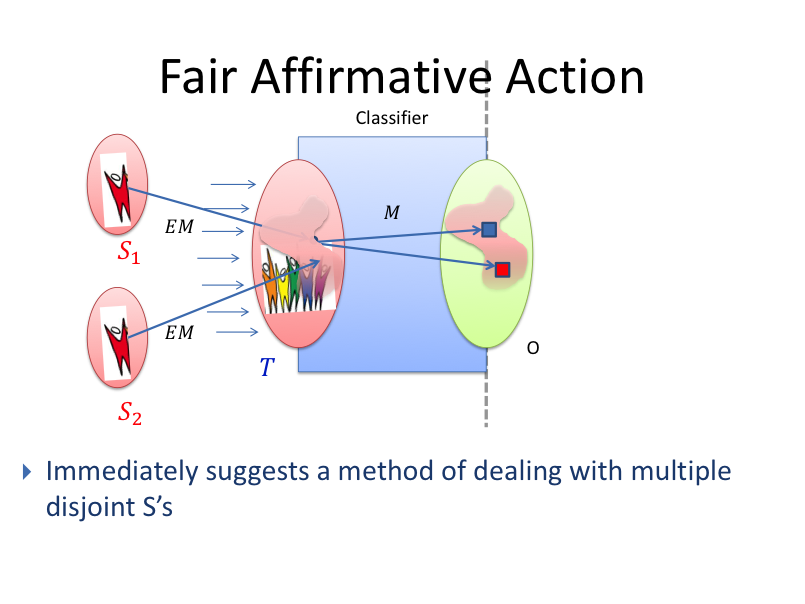 Fair Affirmative Action
Classifier
EM
M
S₁
EM
O
T
S₂
Immediately suggests a method of dealing with multiple
disjoint S’s